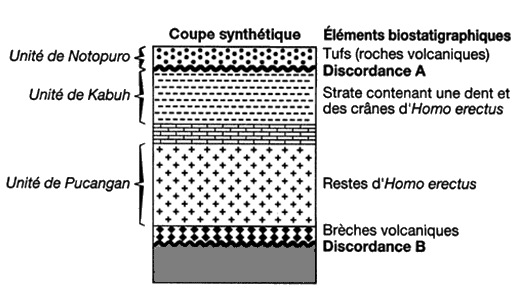 Coupe synthétique
Éléments biostatigraphiques
Unité de Notopuro
Tufs (roches volcaniques)
Discordance A
Unité de Kabuh
Strate contenant une dent et
des crânes d'Homo erectus
Unité de Pucangan
Restes d'Homo erectus
Brèches volcaniques
Discordance B